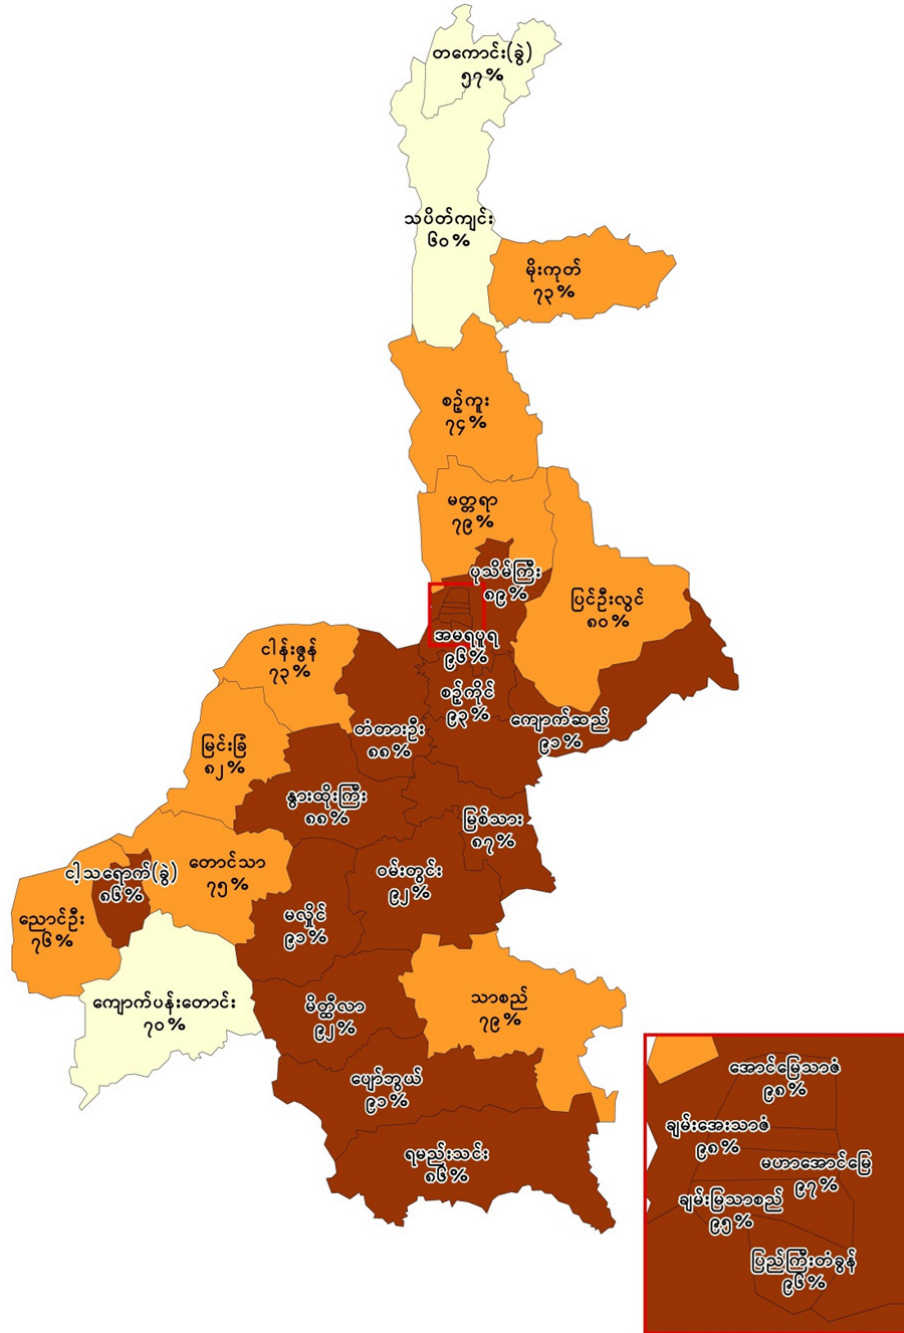 တကောင်း(ခွဲ)
၅၇%
သပိတ်ကျင်း
၆၀%
မိုးကုတ်
၇၃%
စဉ့်ကူး
၇၄%
မတ္တရာ
၇၉%
ပုသိမ်ကြီး
၈၉%
ပြင်ဦးလွင်
၈၀%
အမရပူရ
၉၆%
ငါန်းဇွန်
၇၃%
စဉ့်ကိုင်
၉၃%
ကျောက်ဆည်
၉၁%
တံတားဦး
၈၈%
မြင်းခြံ
၈၂%
နွားထိုးကြီး
၈၈%
မြစ်သား
၈၇%
တောင်သာ
၇၅%
ငါ့သရောက်(ခွဲ)
၈၆%
ဝမ်းတွင်း
၉၂%
ညောင်ဦး
၇၆%
မလှိုင်
၉၁%
ကျောက်ပန်းတောင်း
၇၀%
မိတ္ထီလာ
၉၂%
သာစည်
၇၉%
ပျော်ဘွယ်
၉၁%
ရမည်းသင်း
၈၆%
အောင်မြေသာဇံ
၉၈%
ချမ်းအေးသာဇံ
၉၈%
မဟာအောင်မြေ
၉၇%
ချမ်းမြသာစည်
၉၅%
ပြည်ကြီးတံခွန်
၉၆%